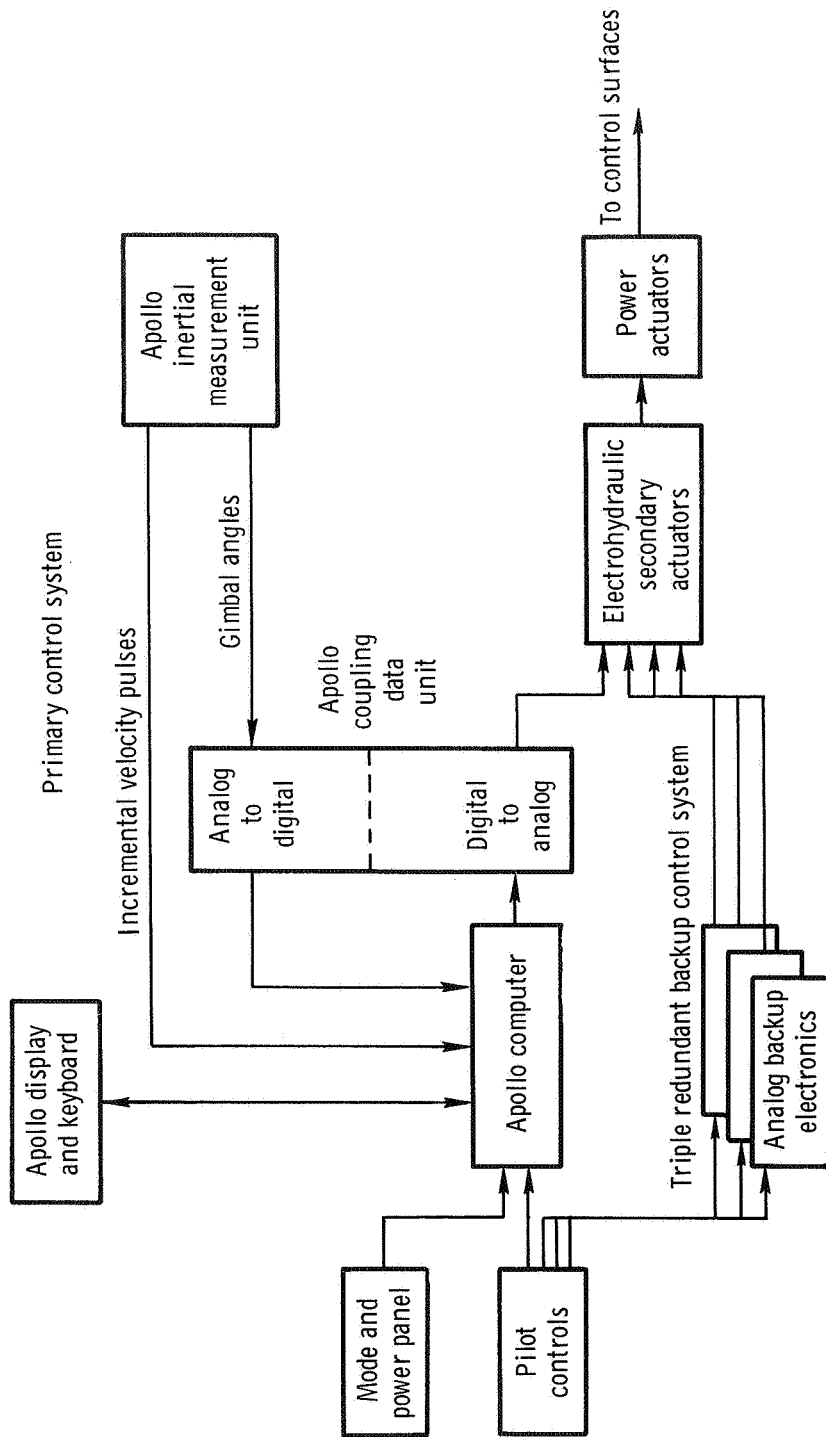 Primary control system
Apollo display
and keyboard
Incremental velocity pulses
Apollo
inertial
measurement
unit
Gimbal angles
Analog
to
digital
Apollo
coupling
data
unit
Digital
to
analog
Mode and
power panel
Apollo computer
Pilot
controls
Electrohydraulic
secondary
actuators
Power
actuators
To control surfaces
Triple redundant backup control system
Analog backup
electronics